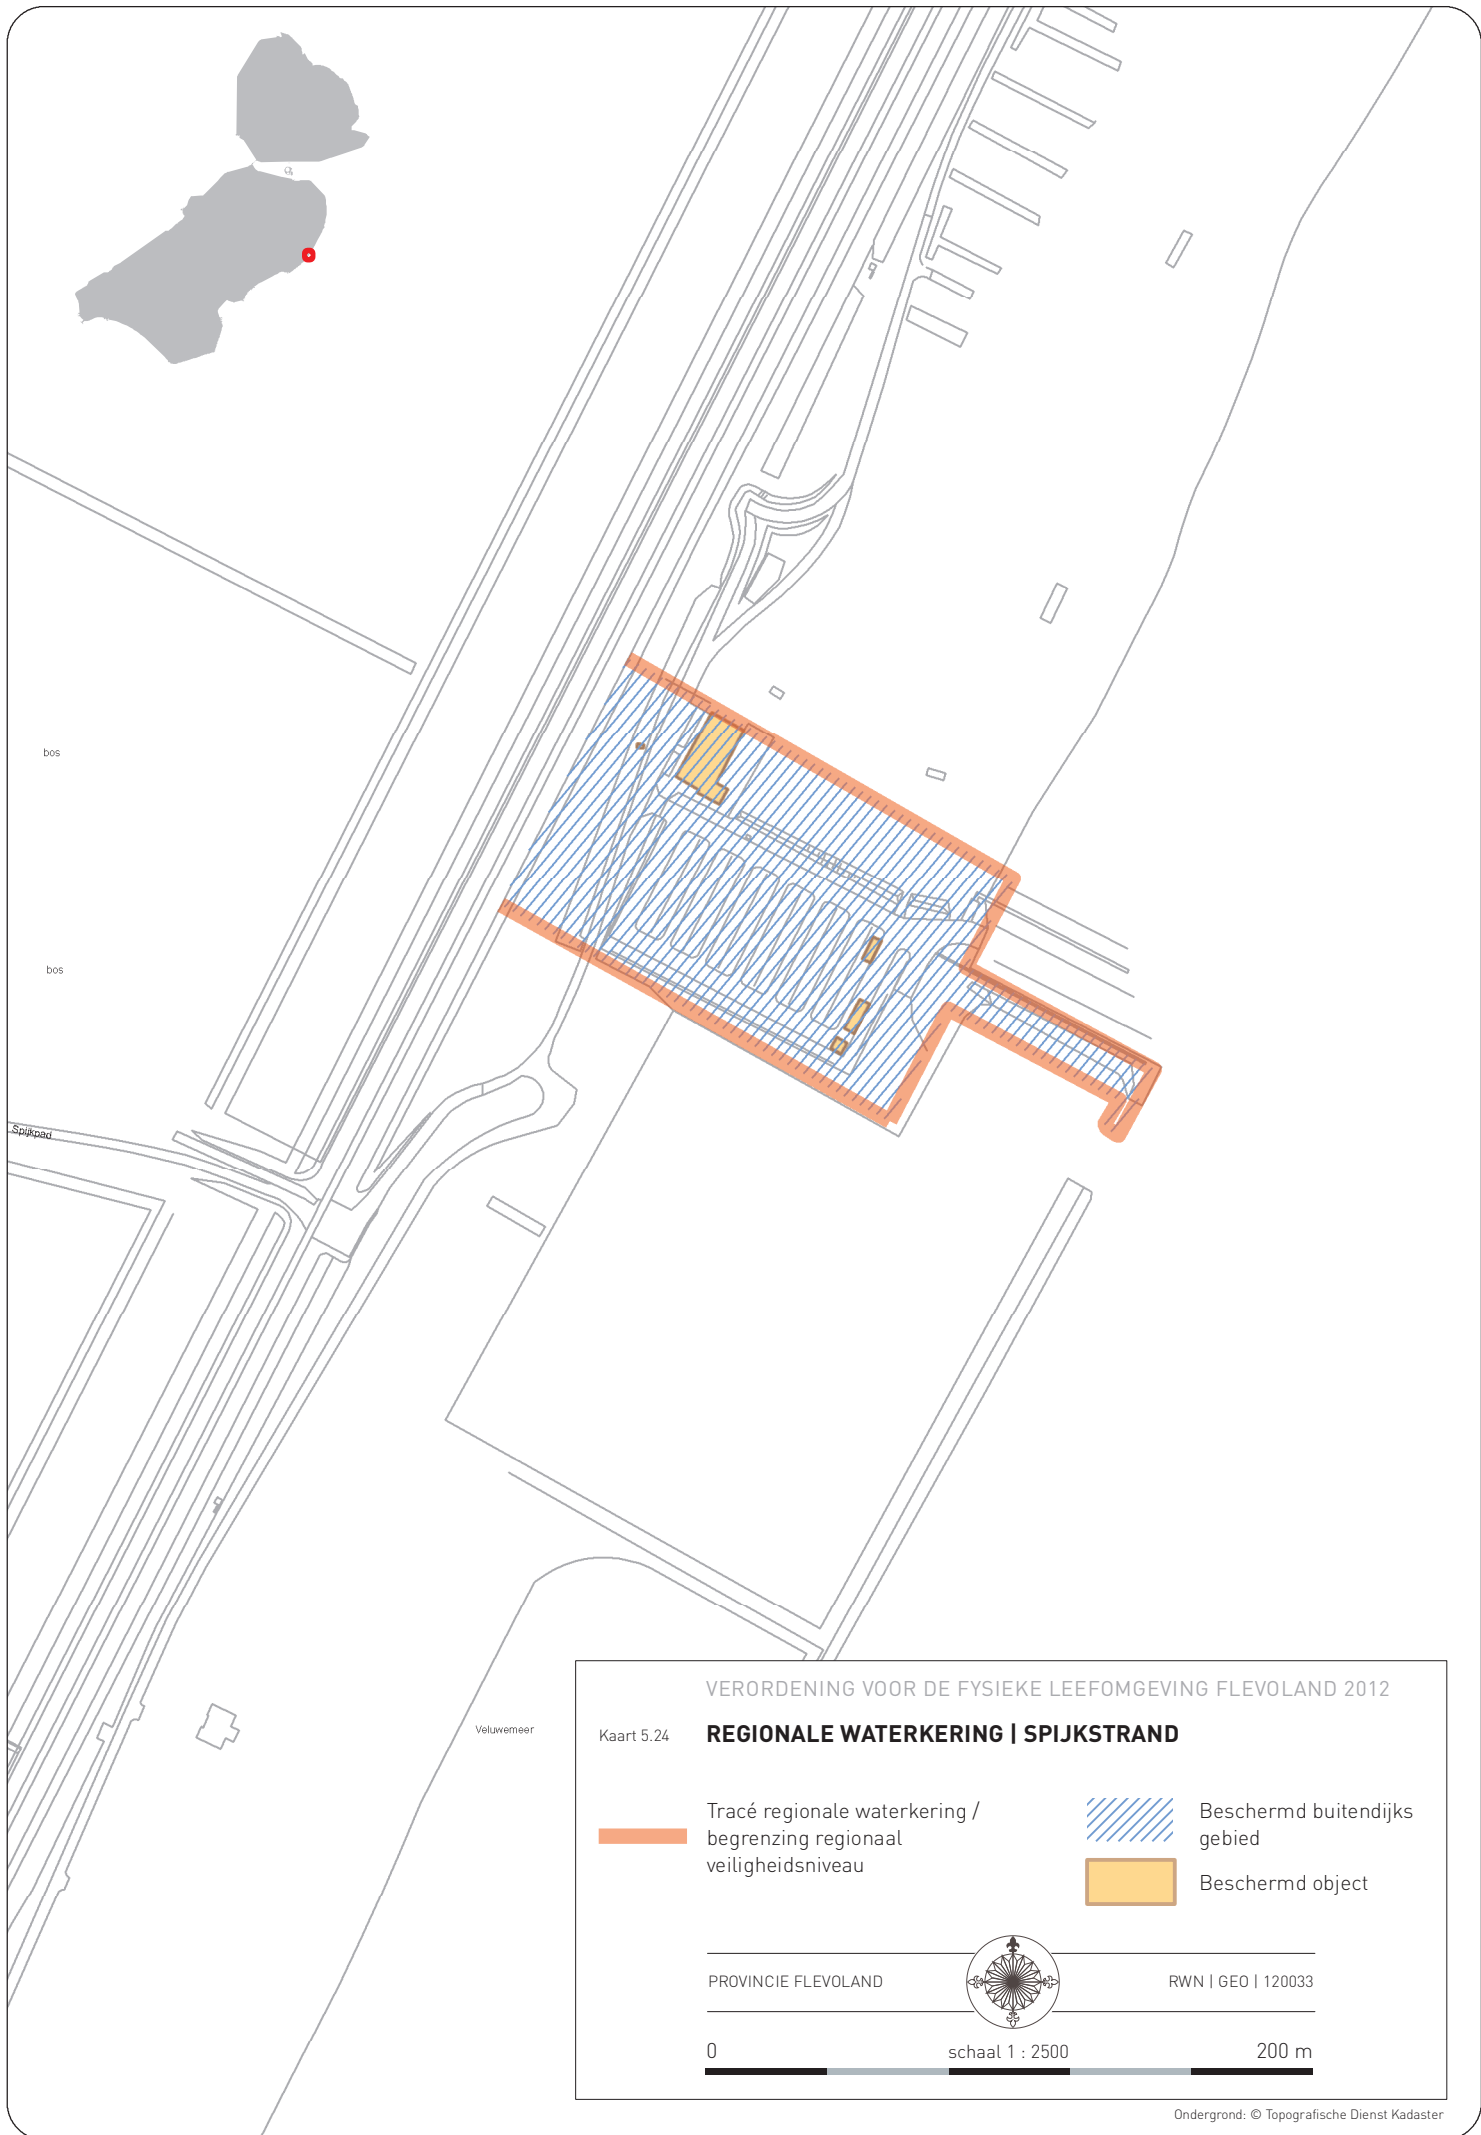 bos
bos
Spijkpad
Veluwemeer
VERORDENING VOOR DE FYSIEKE LEEFOMGEVING FLEVOLAND 2012
Kaart 5.24 REGIONALE WATERKERING | SPIJKSTRAND
Tracé regionale waterkering /
begrenzing regionaal
veiligheidsniveau
Beschermd buitendijks
gebied
Beschermd object
PROVINCIE FLEVOLAND RWN | GEO | 120033
0 schaal 1 : 2500 200 m
Ondergrond: © Topografische Dienst Kadaster